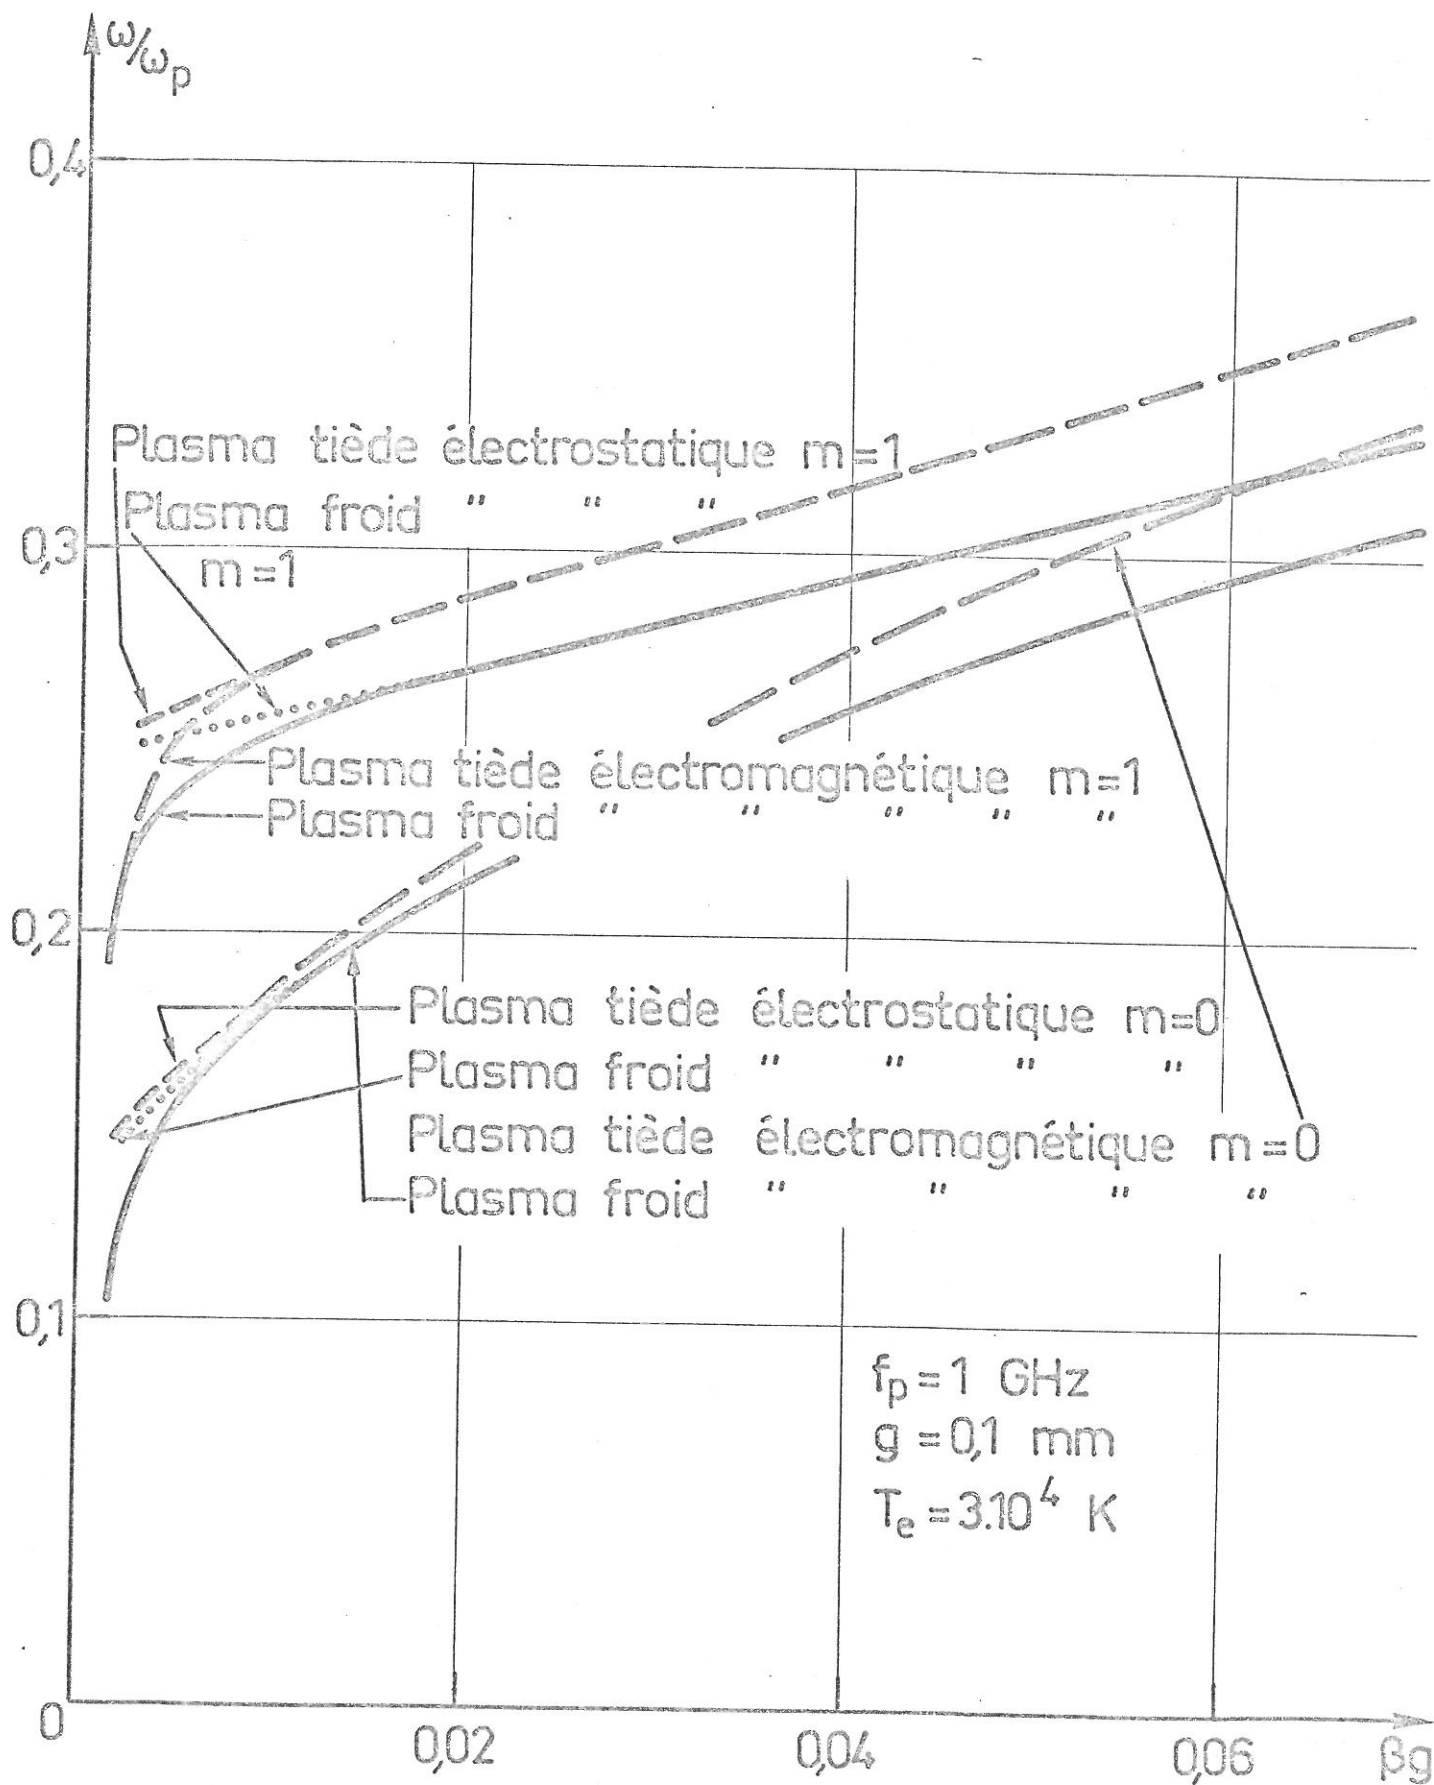 ω/ωp
0,4
Plasma tiède électrostatique m=1
Plasma froid " " "
0,3
m=1
Plasma tiède électromagnétique m=1
Plasma froid " " " " "
0,2
Plasma tiède électrostatique m=0
Plasma froid " " " "
Plasma tiède électromagnétique m=0
Plasma froid " " " "
0,1
fp=1 GHz
g=0,1 mm
Te=3.10⁴ K
0
0,02
0,04
0,06
βg